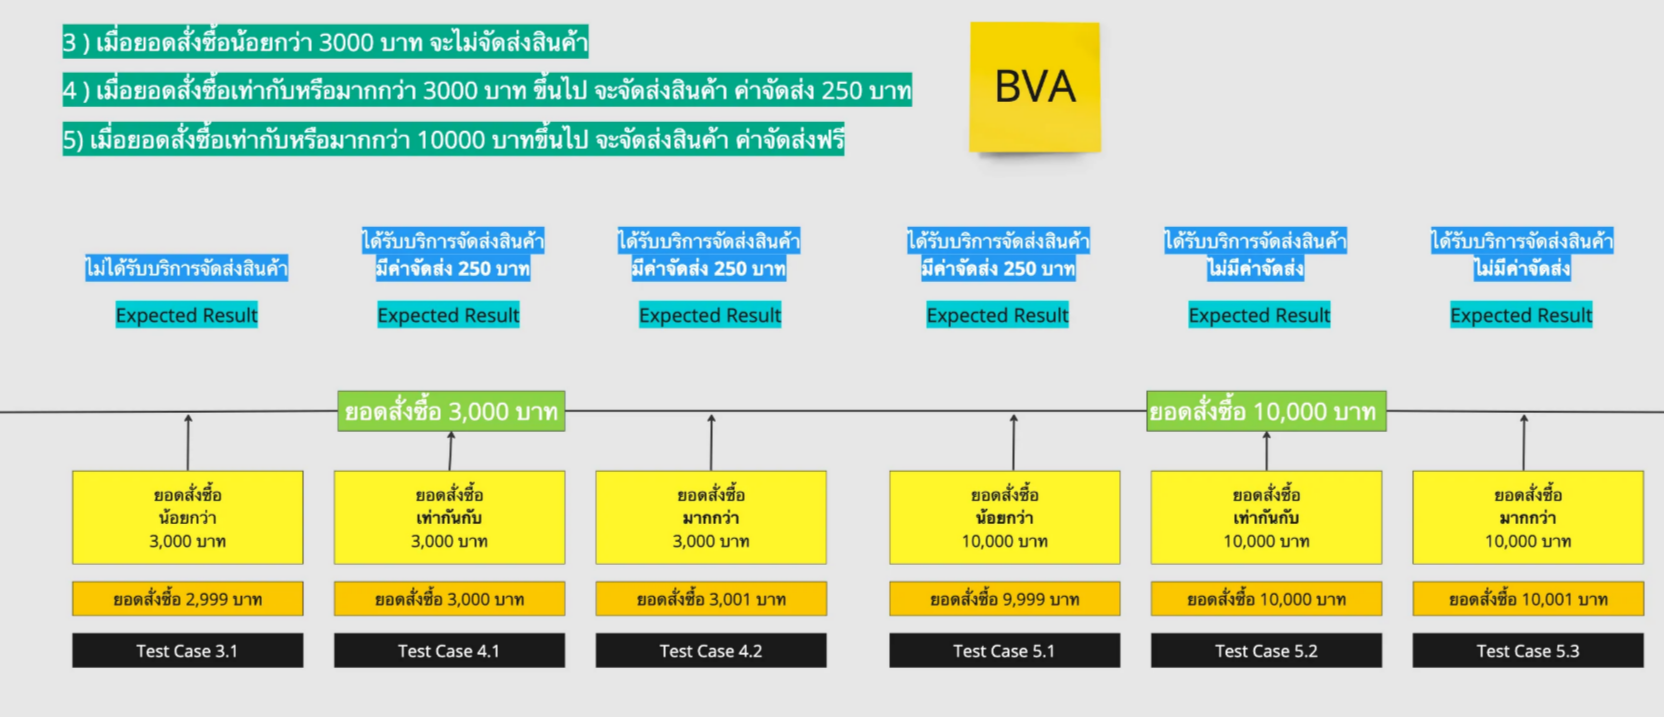 3 ) เมื่อยอดสั่งซื้อน้อยกว่า 3000 บาท จะไม่จัดส่งสินค้า
4 ) เมื่อยอดสั่งซื้อเท่ากับหรือมากกว่า 3000 บาท ขึ้นไป จะจัดส่งสินค้า ค่าจัดส่ง 250 บาท
5) เมื่อยอดสั่งซื้อเท่ากับหรือมากกว่า 10000 บาทขึ้นไป จะจัดส่งสินค้า ค่าจัดส่งฟรี
BVA
ไม่ได้รับบริการจัดส่งสินค้า
Expected Result
ได้รับบริการจัดส่งสินค้า
มีค่าจัดส่ง 250 บาท
Expected Result
ได้รับบริการจัดส่งสินค้า
มีค่าจัดส่ง 250 บาท
Expected Result
ได้รับบริการจัดส่งสินค้า
มีค่าจัดส่ง 250 บาท
Expected Result
ได้รับบริการจัดส่งสินค้า
ไม่มีค่าจัดส่ง
Expected Result
ได้รับบริการจัดส่งสินค้า
ไม่มีค่าจัดส่ง
Expected Result
ยอดสั่งซื้อ 3,000 บาท
ยอดสั่งซื้อ 10,000 บาท
ยอดสั่งซื้อ
น้อยกว่า
3,000 บาท
ยอดสั่งซื้อ 2,999 บาท
Test Case 3.1
ยอดสั่งซื้อ
เท่ากันกับ
3,000 บาท
ยอดสั่งซื้อ 3,000 บาท
Test Case 4.1
ยอดสั่งซื้อ
มากกว่า
3,000 บาท
ยอดสั่งซื้อ 3,001 บาท
Test Case 4.2
ยอดสั่งซื้อ
น้อยกว่า
10,000 บาท
ยอดสั่งซื้อ 9,999 บาท
Test Case 5.1
ยอดสั่งซื้อ
เท่ากันกับ
10,000 บาท
ยอดสั่งซื้อ 10,000 บาท
Test Case 5.2
ยอดสั่งซื้อ
มากกว่า
10,000 บาท
ยอดสั่งซื้อ 10,001 บาท
Test Case 5.3